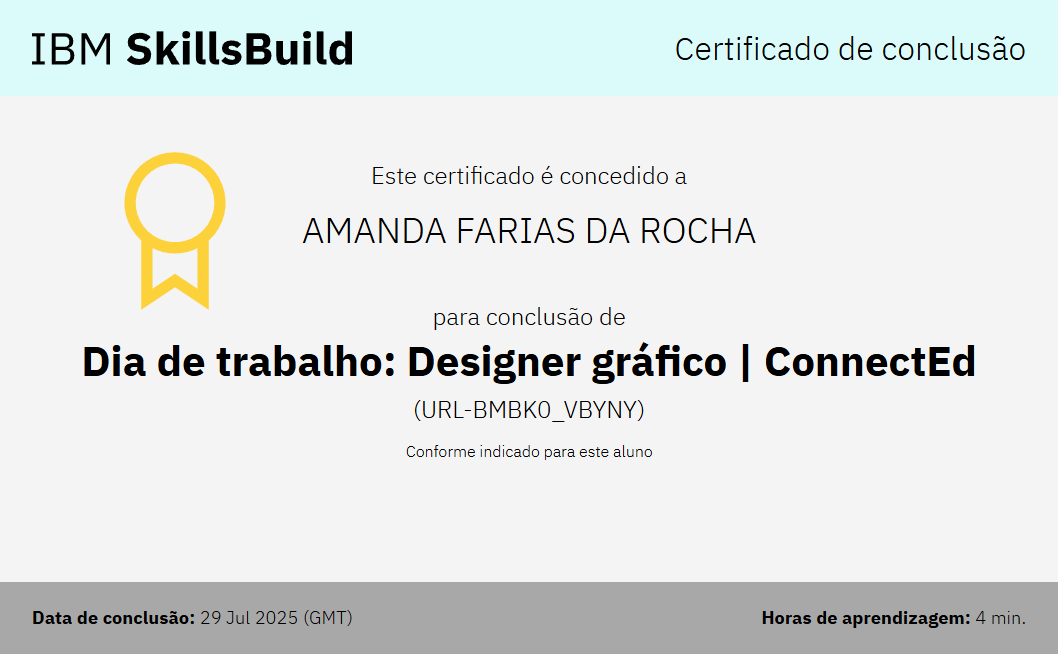 IBM SkillsBuild
Certificado de conclusão
Este certificado é concedido a
AMANDA FARIAS DA ROCHA
para conclusão de
Dia de trabalho: Designer gráfico | ConnectEd
(URL-BMBK0_VBYNY)
Conforme indicado para este aluno
Data de conclusão: 29 Jul 2025 (GMT)
Horas de aprendizagem: 4 min.